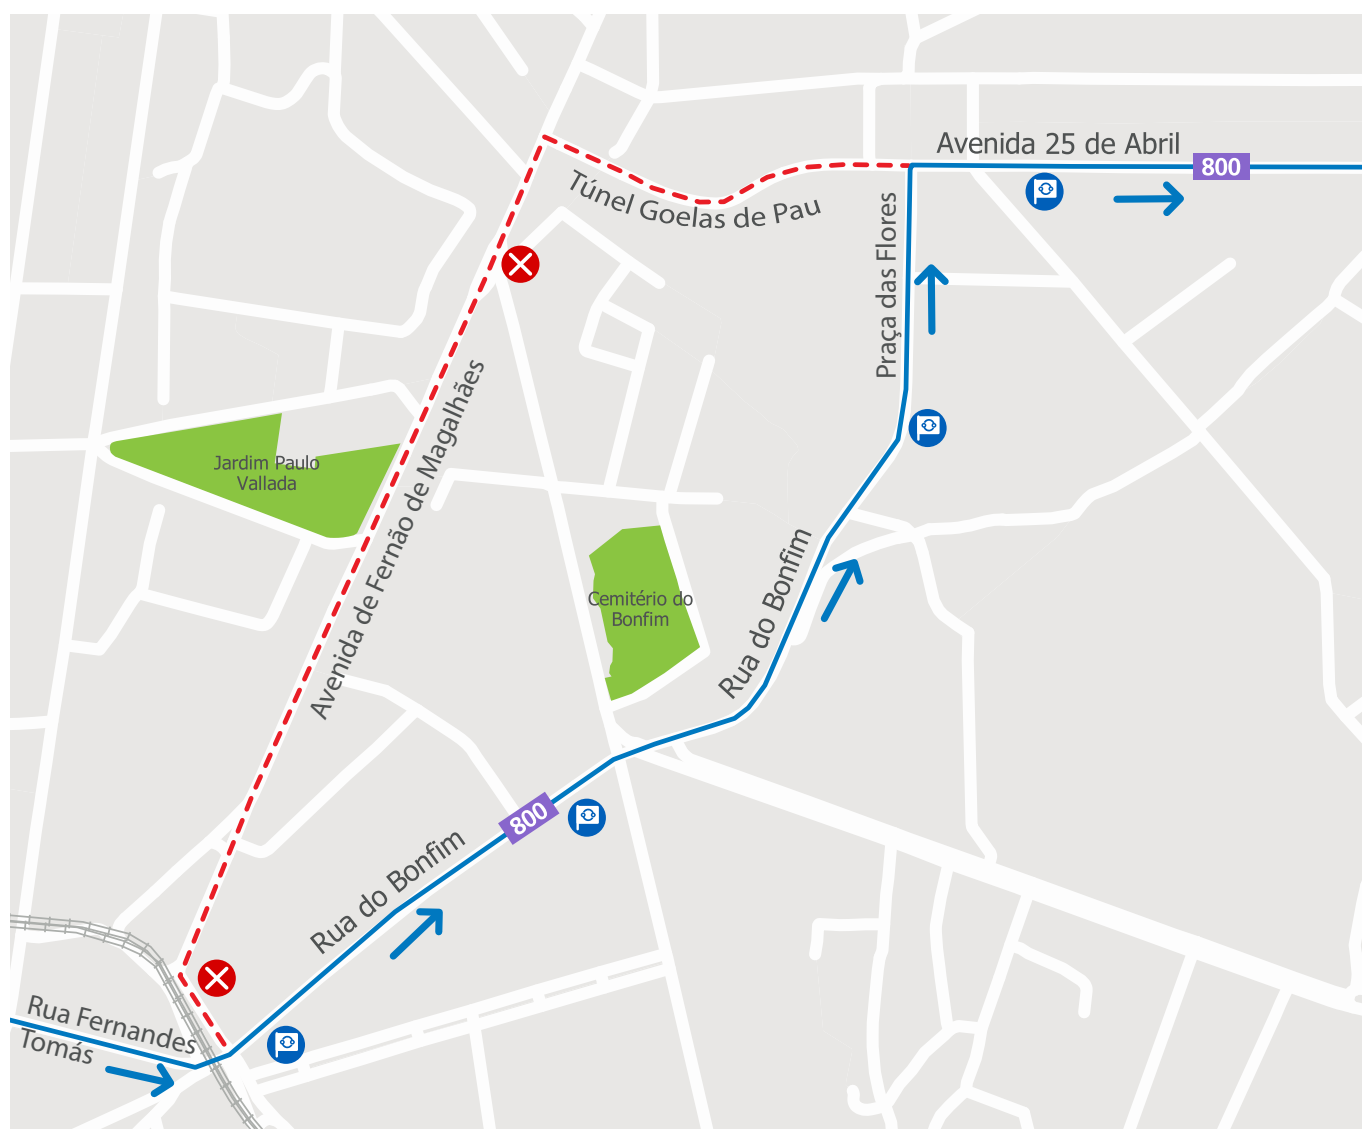 Avenida 25 de Abril
800
Túnel Goelas de Pau
Praça das Flores
Avenida de Fernão de Magalhães
Jardim Paulo
Vallada
Cemitério do
Bonfim
Rua do Bonfim
800
Rua do Bonfim
Rua Fernandes
Tomás